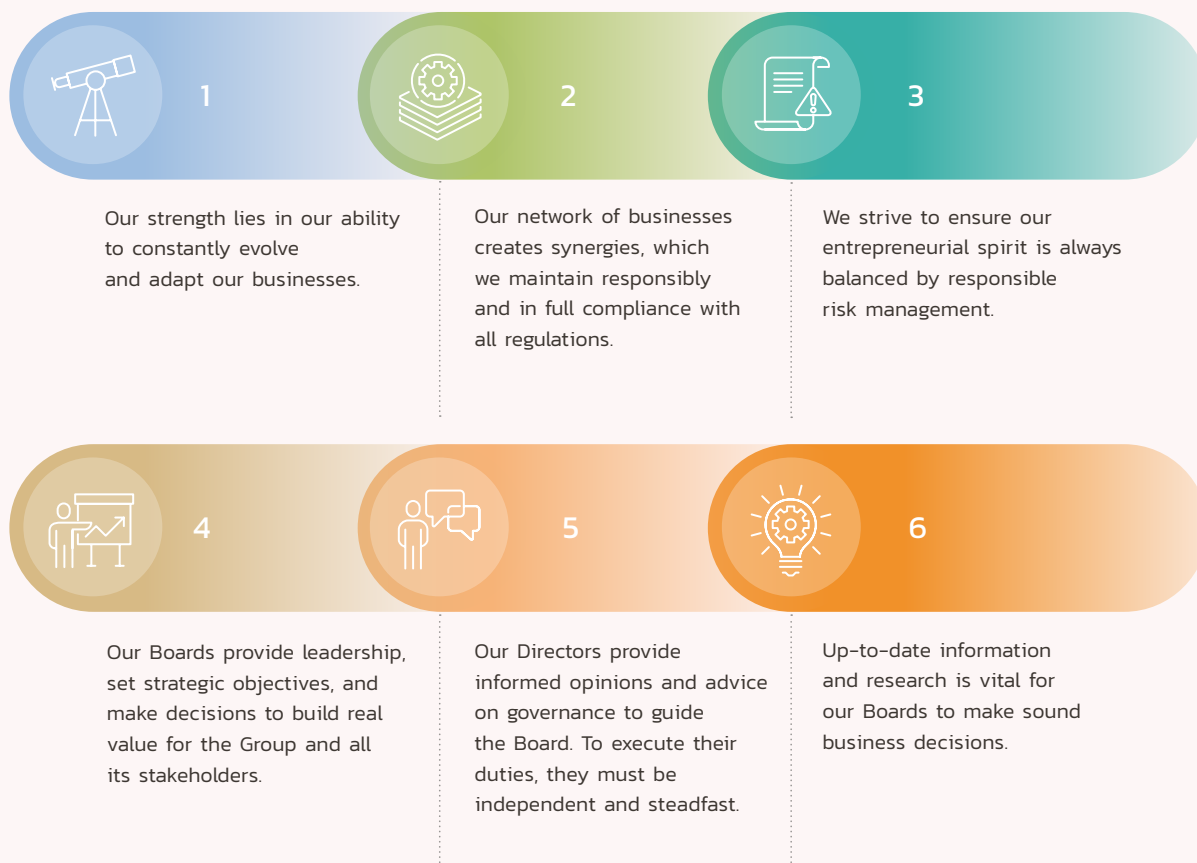 1
Our strength lies in our ability
to constantly evolve
and adapt our businesses.
2
Our network of businesses
creates synergies, which
we maintain responsibly
and in full compliance with
all regulations.
3
We strive to ensure our
entrepreneurial spirit is always
balanced by responsible
risk management.
4
Our Boards provide leadership,
set strategic objectives, and
make decisions to build real
value for the Group and all
its stakeholders.
5
Our Directors provide
informed opinions and advice
on governance to guide
the Board. To execute their
duties, they must be
independent and steadfast.
6
Up-to-date information
and research is vital for
our Boards to make sound
business decisions.